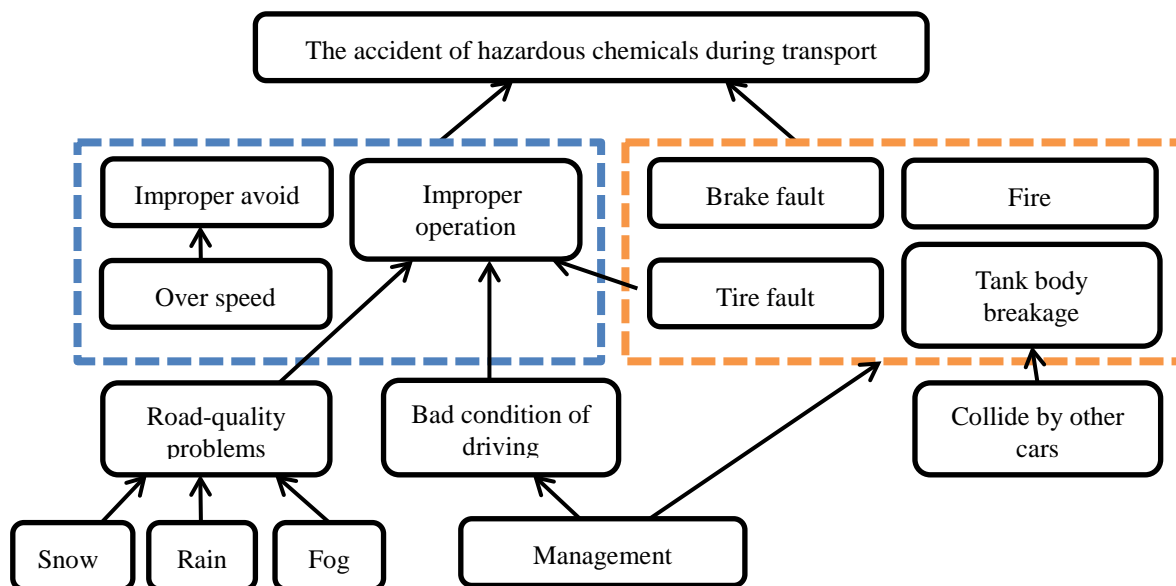 The accident of hazardous chemicals during transport
Improper avoid
Improper
operation
Brake fault
Fire
Over speed
Tire fault
Tank body
breakage
Road-quality
problems
Bad condition of
driving
Collide by other
cars
Snow
Rain
Fog
Management